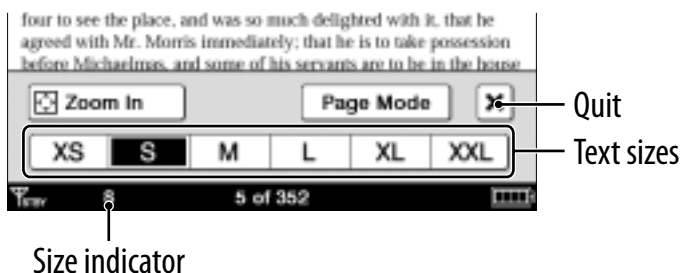 four to see the place, and was so much delighted with it, that he
agreed with Mr. Morris immediately; that he is to take possession
before Michaelmas, and some of his servants are to be in the house
Zoom In Page Mode Quit
XS S M L XL XXL Text sizes
S 5 of 352
Size indicator